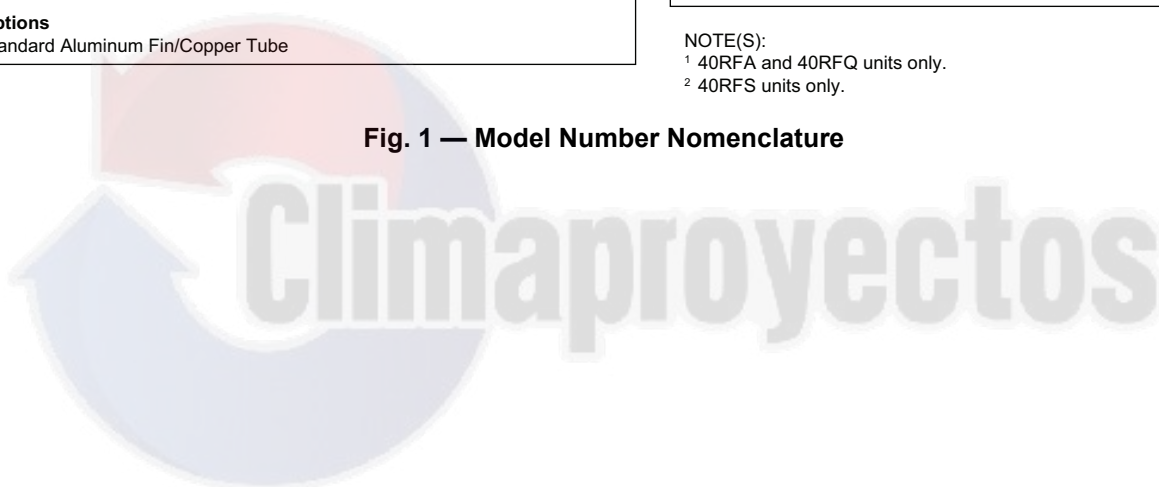 ptions
andard Aluminum Fin/Copper Tube
NOTE(S):
1 40RFA and 40RFQ units only.
2 40RFS units only.
Fig. 1 — Model Number Nomenclature
Climaproyectos